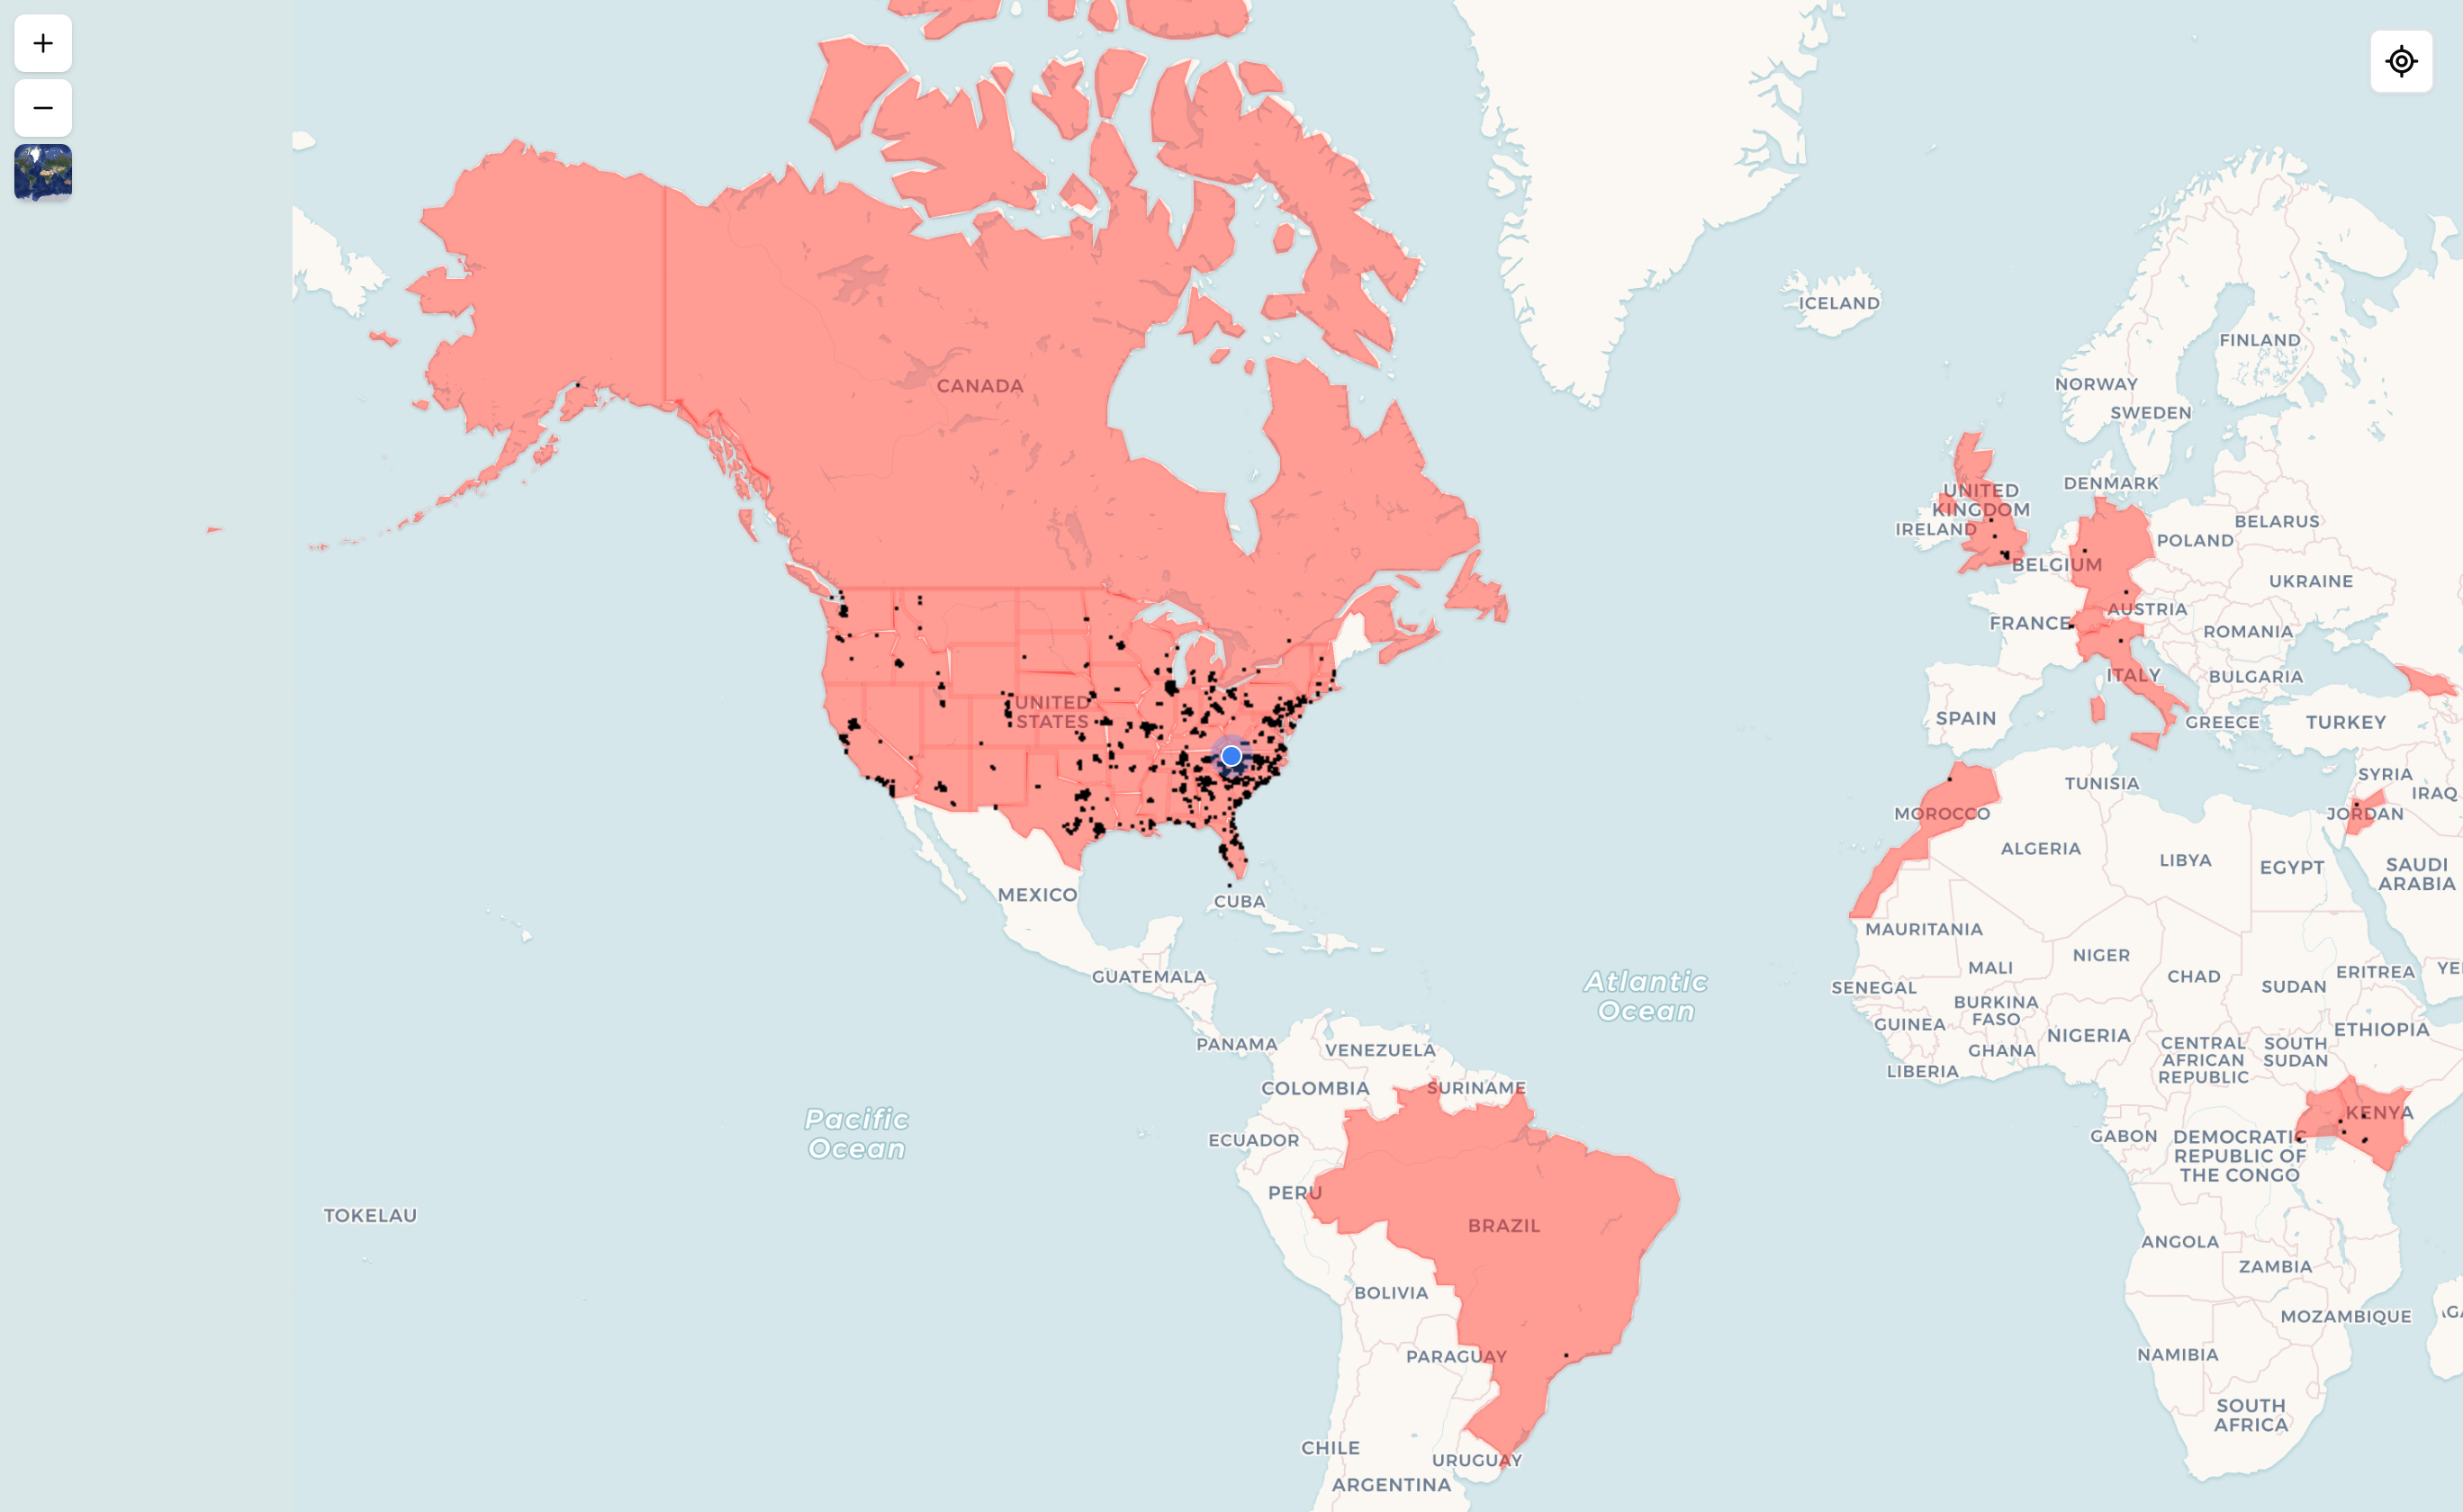 +
−
ICELAND
FINLAND
CANADA
NORWAY
SWEDEN
DENMARK
UNITED
KINGDOM
IRELAND
BELARUS
POLAND
BELGIUM
UKRAINE
AUSTRIA
FRANCE
ROMANIA
ITALY
BULGARIA
UNITED
STATES
SPAIN
GREECE
TURKEY
SYRIA
TUNISIA
IRAQ
MOROCCO
JORDAN
ALGERIA
LIBYA
EGYPT
SAUDI
ARABIA
MEXICO
CUBA
MAURITANIA
NIGER
MALI
CHAD
ERITREA
YE
GUATEMALA
Atlantic
Ocean
SENEGAL
SUDAN
BURKINA
FASO
GUINEA
NIGERIA
ETHIOPIA
PANAMA
VENEZUELA
GHANA
CENTRAL
AFRICAN
REPUBLIC
SOUTH
SUDAN
LIBERIA
COLOMBIA
SURINAME
KENYA
Pacific
Ocean
ECUADOR
GABON
DEMOCRATIC
REPUBLIC OF
THE CONGO
PERU
TOKELAU
BRAZIL
ANGOLA
ZAMBIA
BOLIVIA
MOZAMBIQUE
PARAGUAY
NAMIBIA
SOUTH
AFRICA
CHILE
URUGUAY
ARGENTINA